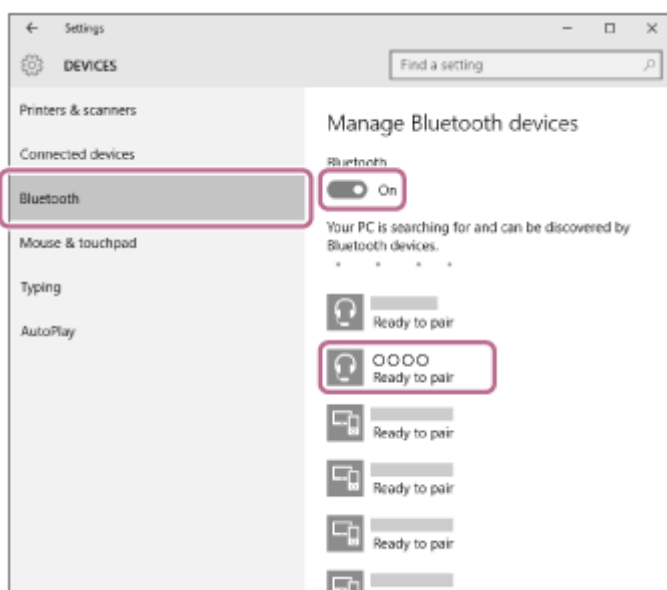 Settings
DEVICES
Find a setting
Printers & scanners
Connected devices
Bluetooth
Mouse & touchpad
Typing
AutoPlay
Manage Bluetooth devices
Bluetooth
On
Your PC is searching for and can be discovered by
Bluetooth devices.
Ready to pair
OOOO
Ready to pair
Ready to pair
Ready to pair
Ready to pair